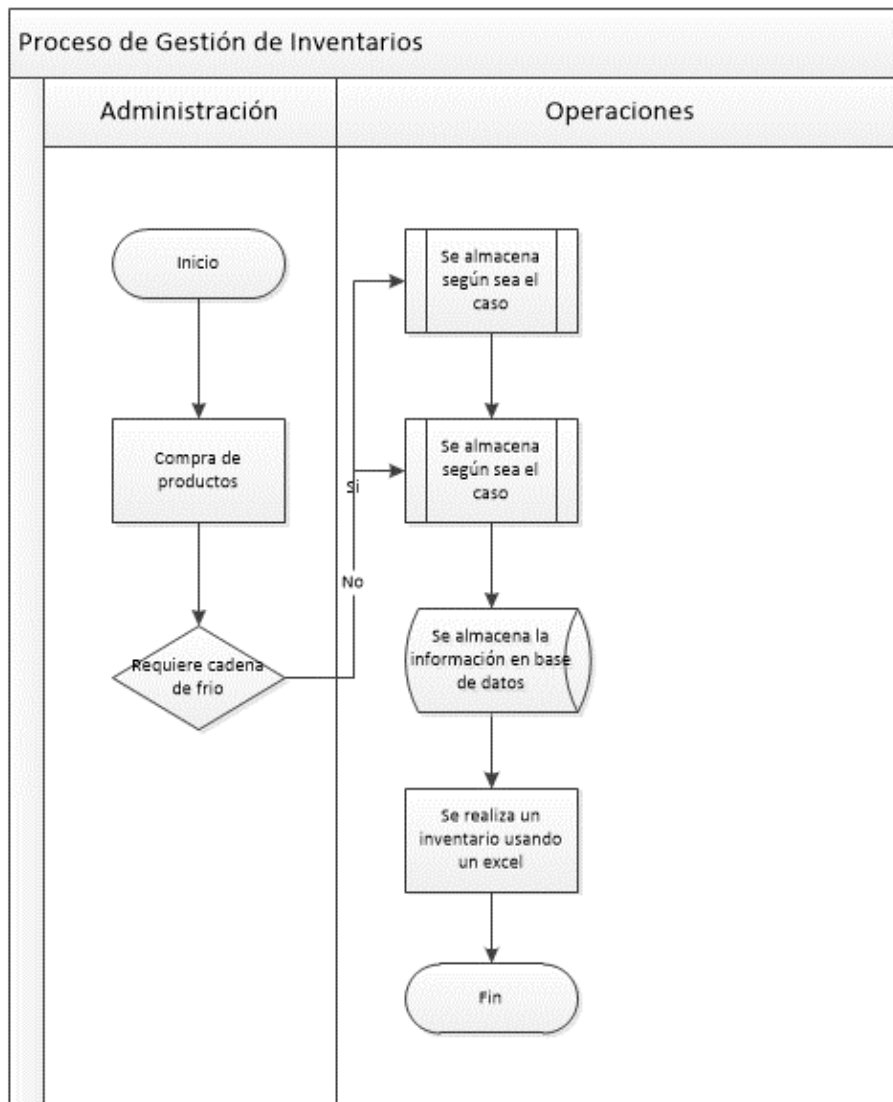 Proceso de Gestión de Inventarios
Administración
Operaciones
Inicio
Compra de
productos
Requiere cadena
de frio
Si
No
Se almacena
según sea el
caso
Se almacena
según sea el
caso
Se almacena la
información en base
de datos
Se realiza un
inventario usando
un excel
Fin